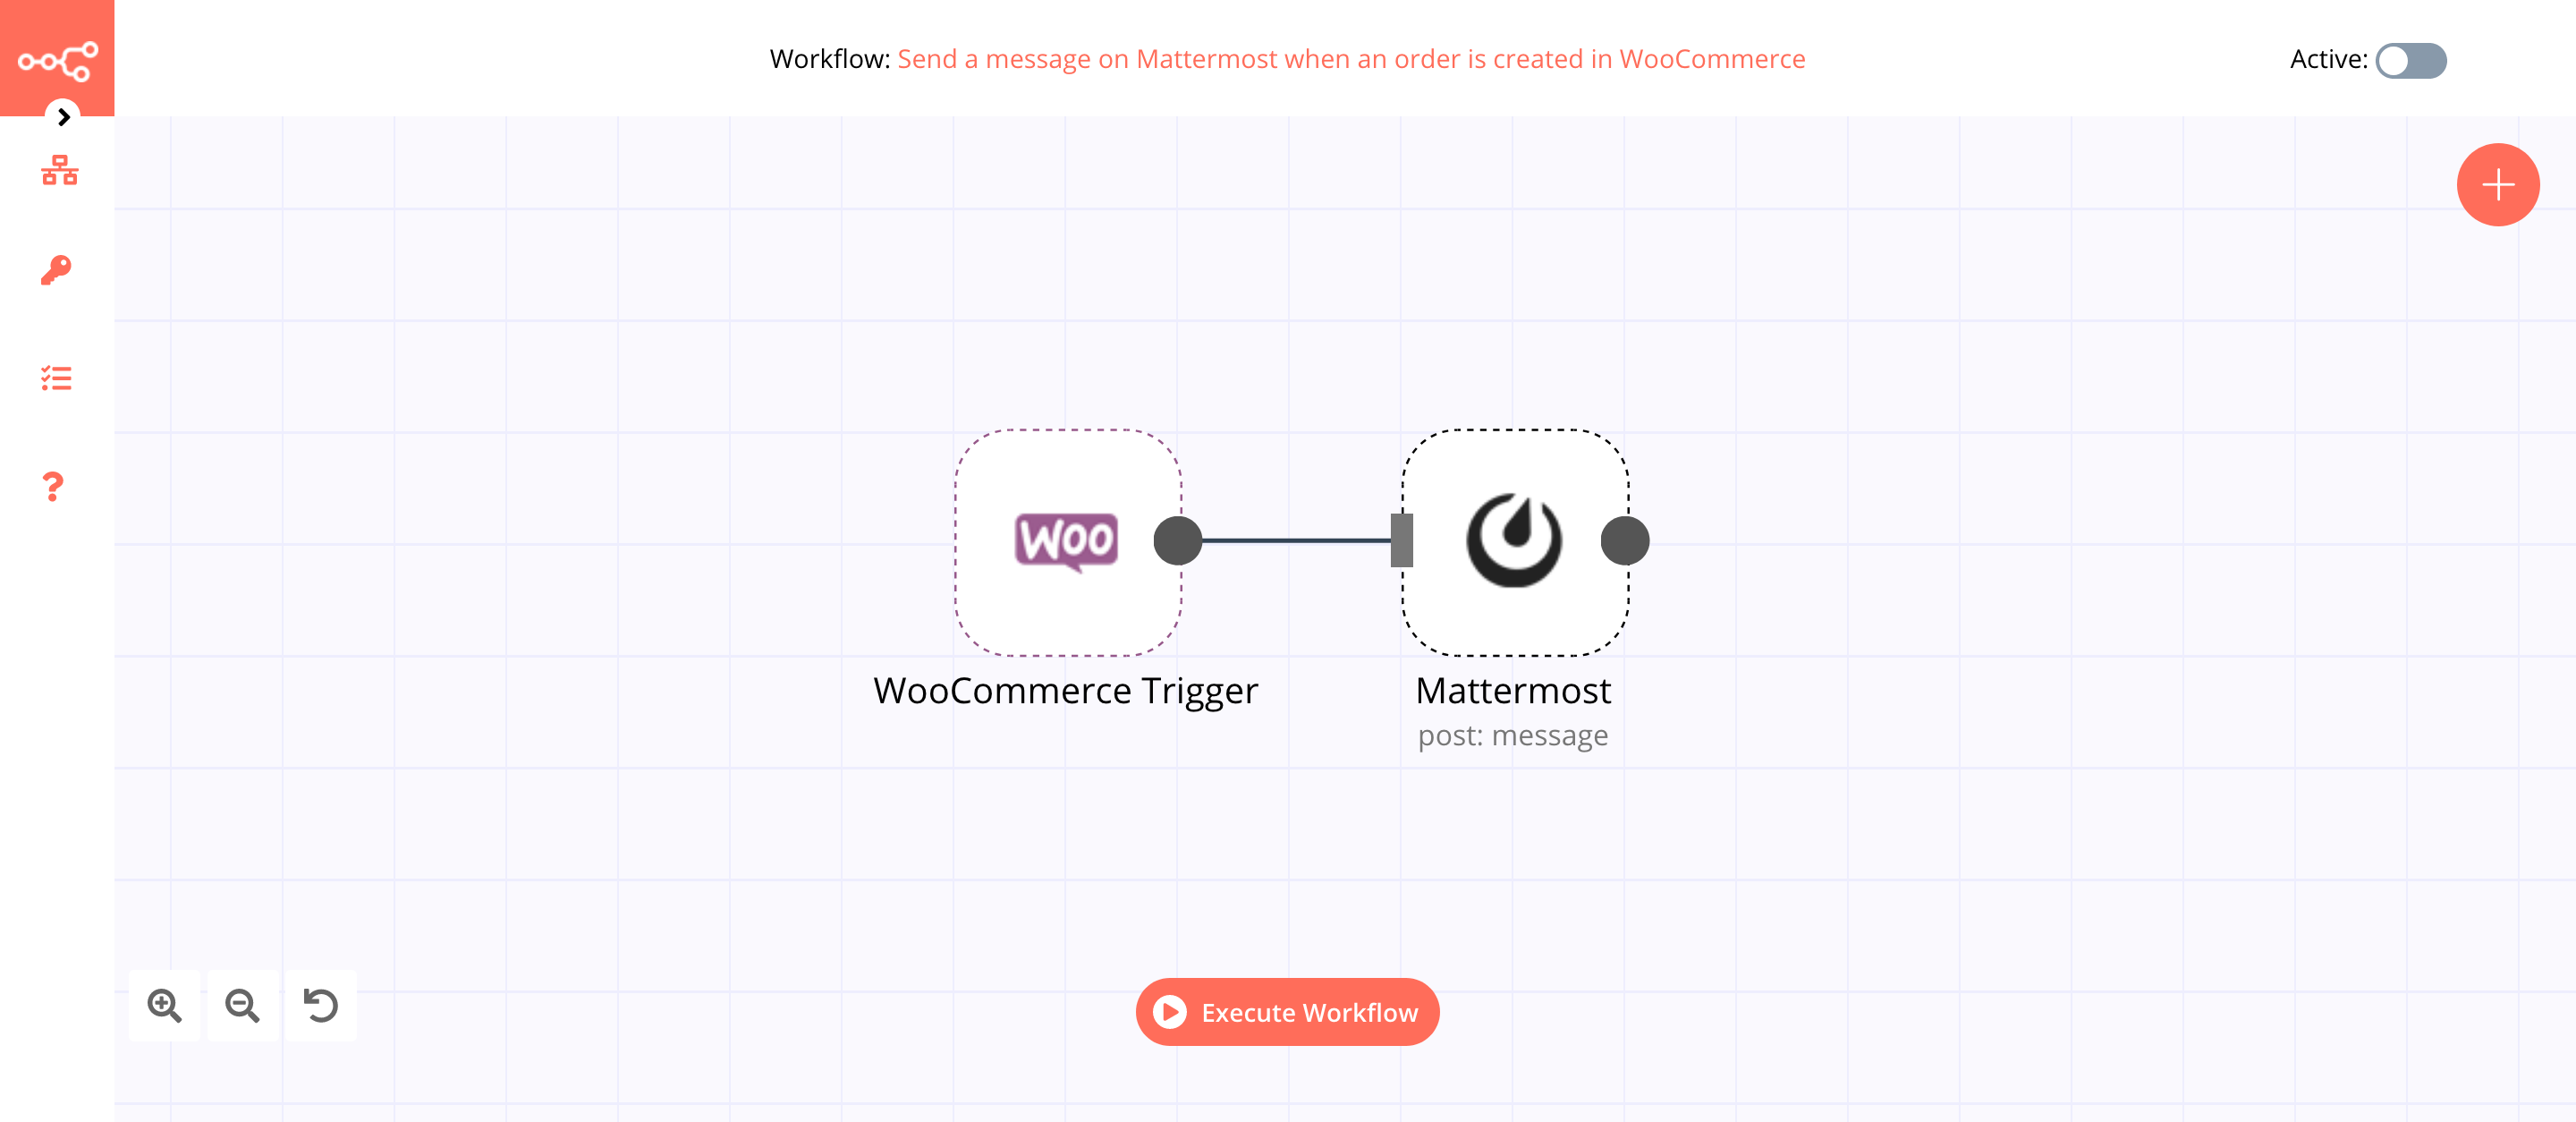 Workflow: Send a message on Mattermost when an order is created in WooCommerce
Active:
WOO
WooCommerce Trigger
Mattermost
post: message
Execute Workflow